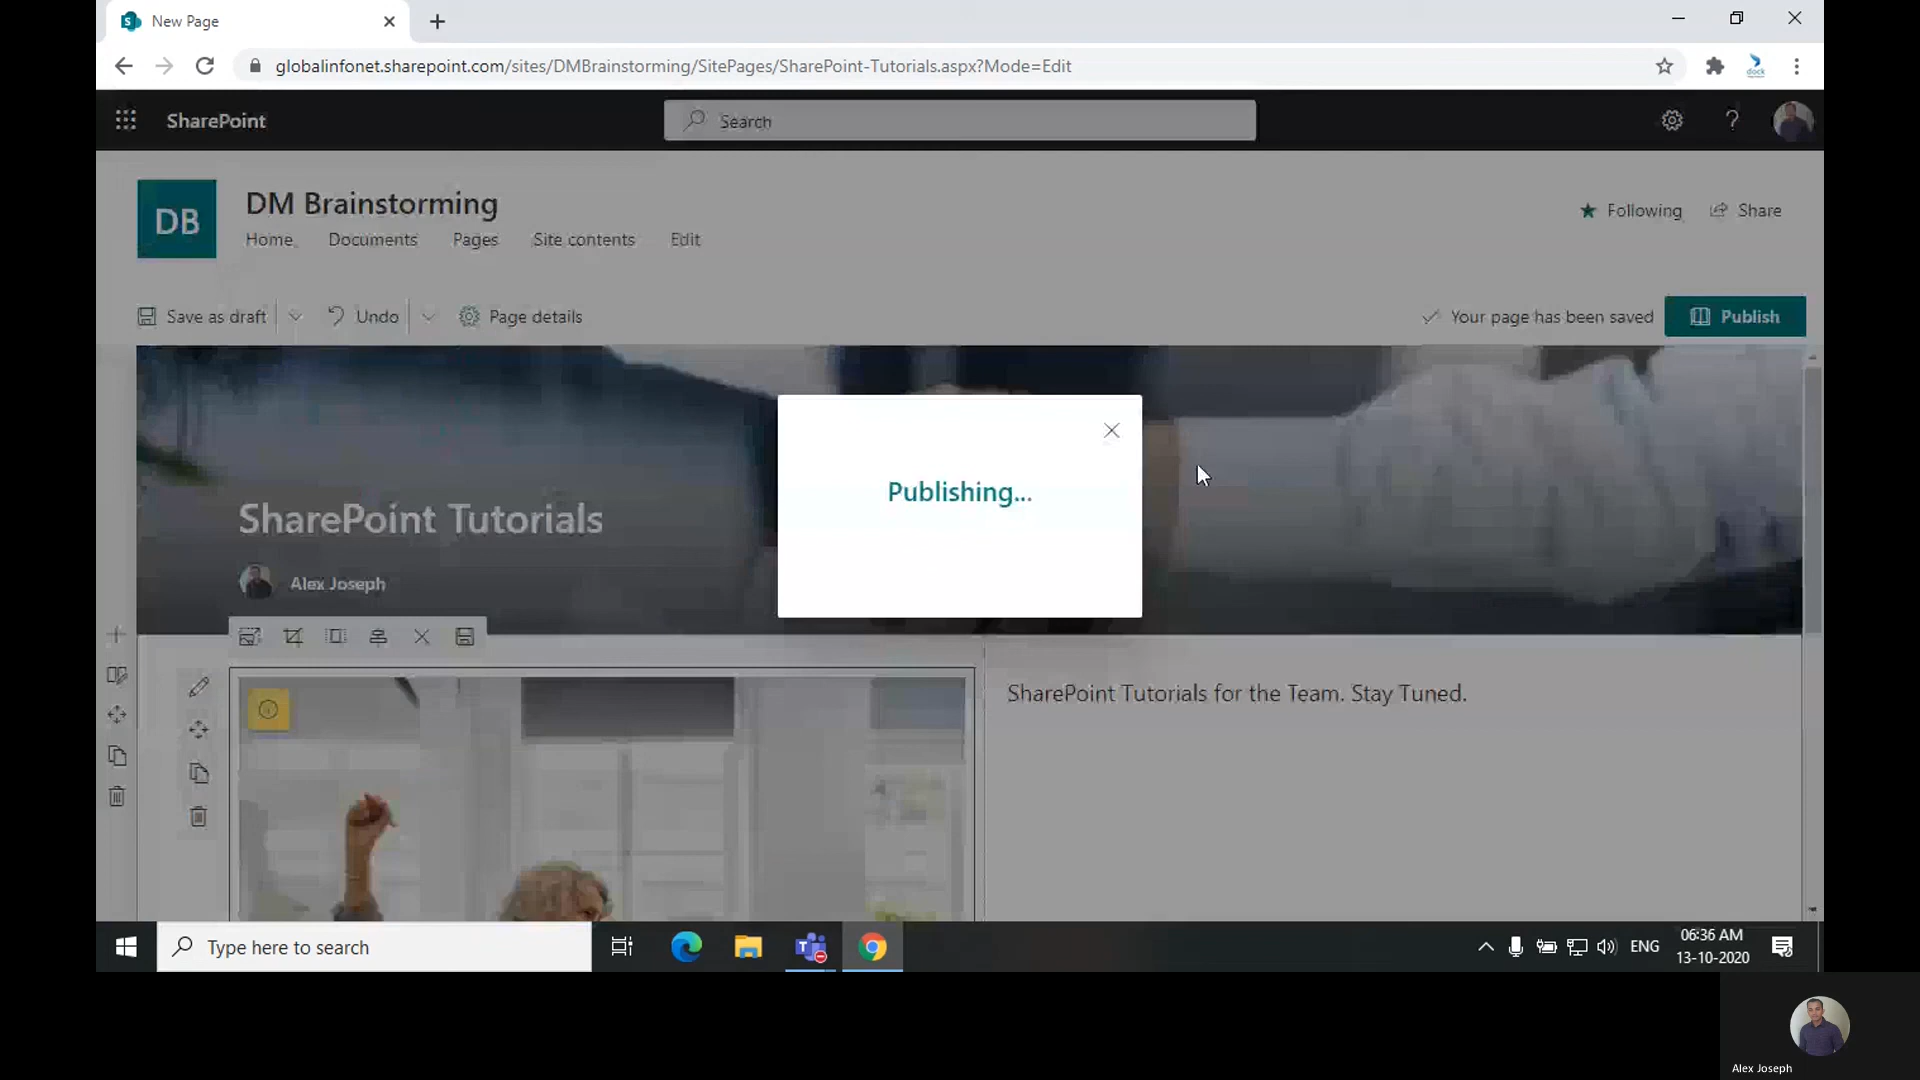 New Page
globalinfonet.sharepoint.com/sites/DMBrainstorming/SitePages/SharePoint-Tutorials.aspx?Mode=Edit
dock
SharePoint
Search
DB
DM Brainstorming
Following
Share
Home
Documents
Pages
Site contents
Edit
Save as draft
Undo
Page details
Your page has been saved
Publish
Publishing...
SharePoint Tutorials
Alex Joseph
SharePoint Tutorials for the Team. Stay Tuned.
Type here to search
ENG
06:36 AM
13-10-2020
Alex Joseph